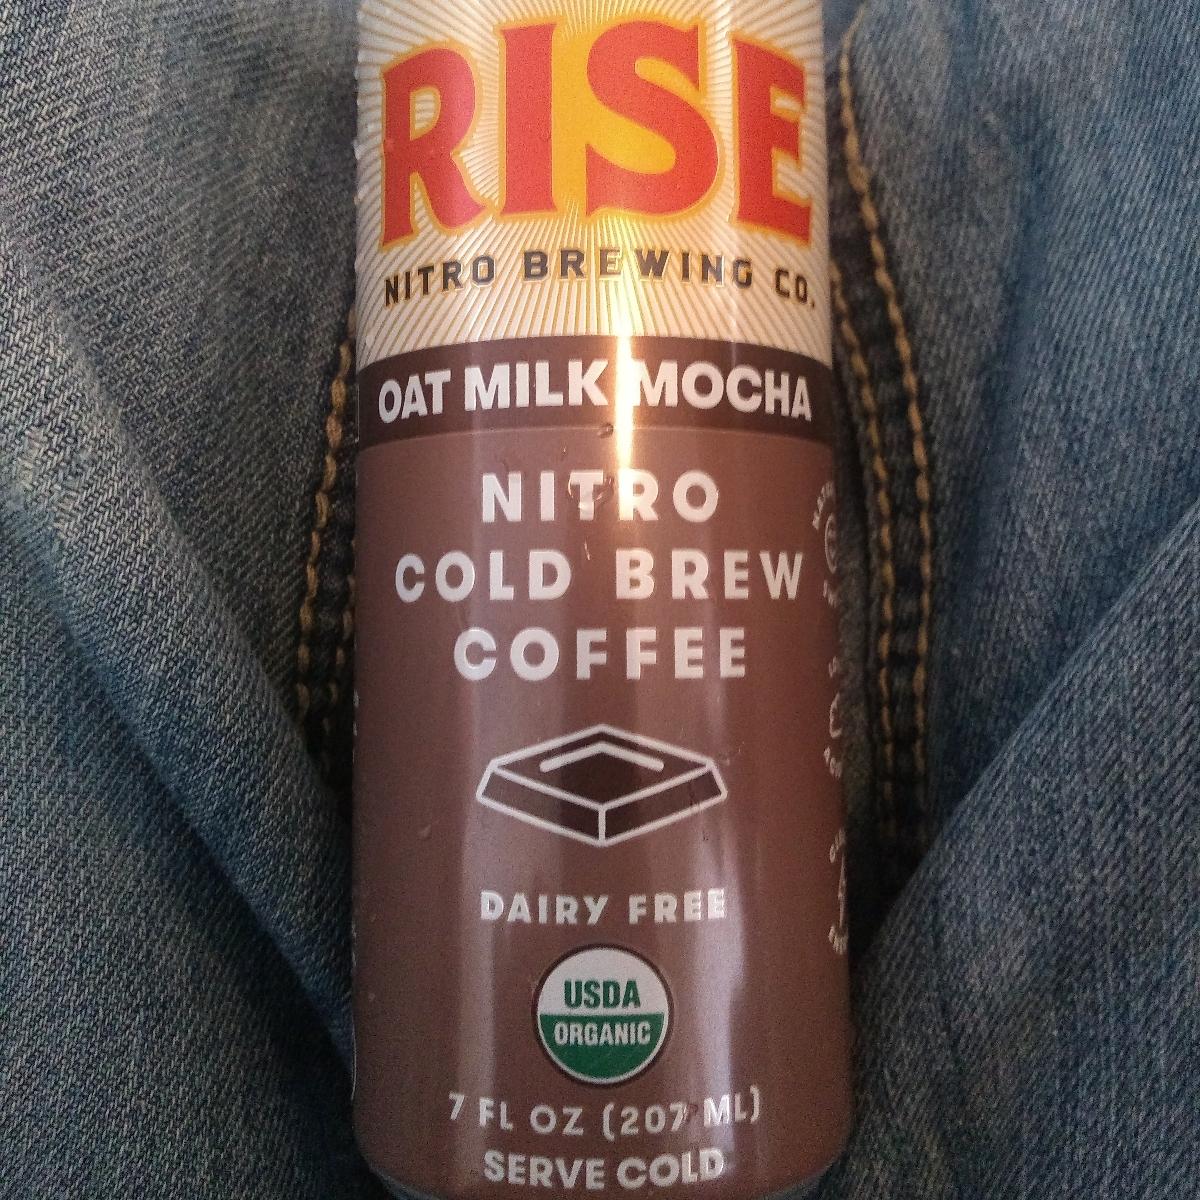 RISE
NITRO BREWING CO.
OAT MILK MOCHA
NITRO
COLD BREW
COFFEE
DAIRY FREE
USDA
ORGANIC
7 FL OZ (207 ML)
SERVE COLD